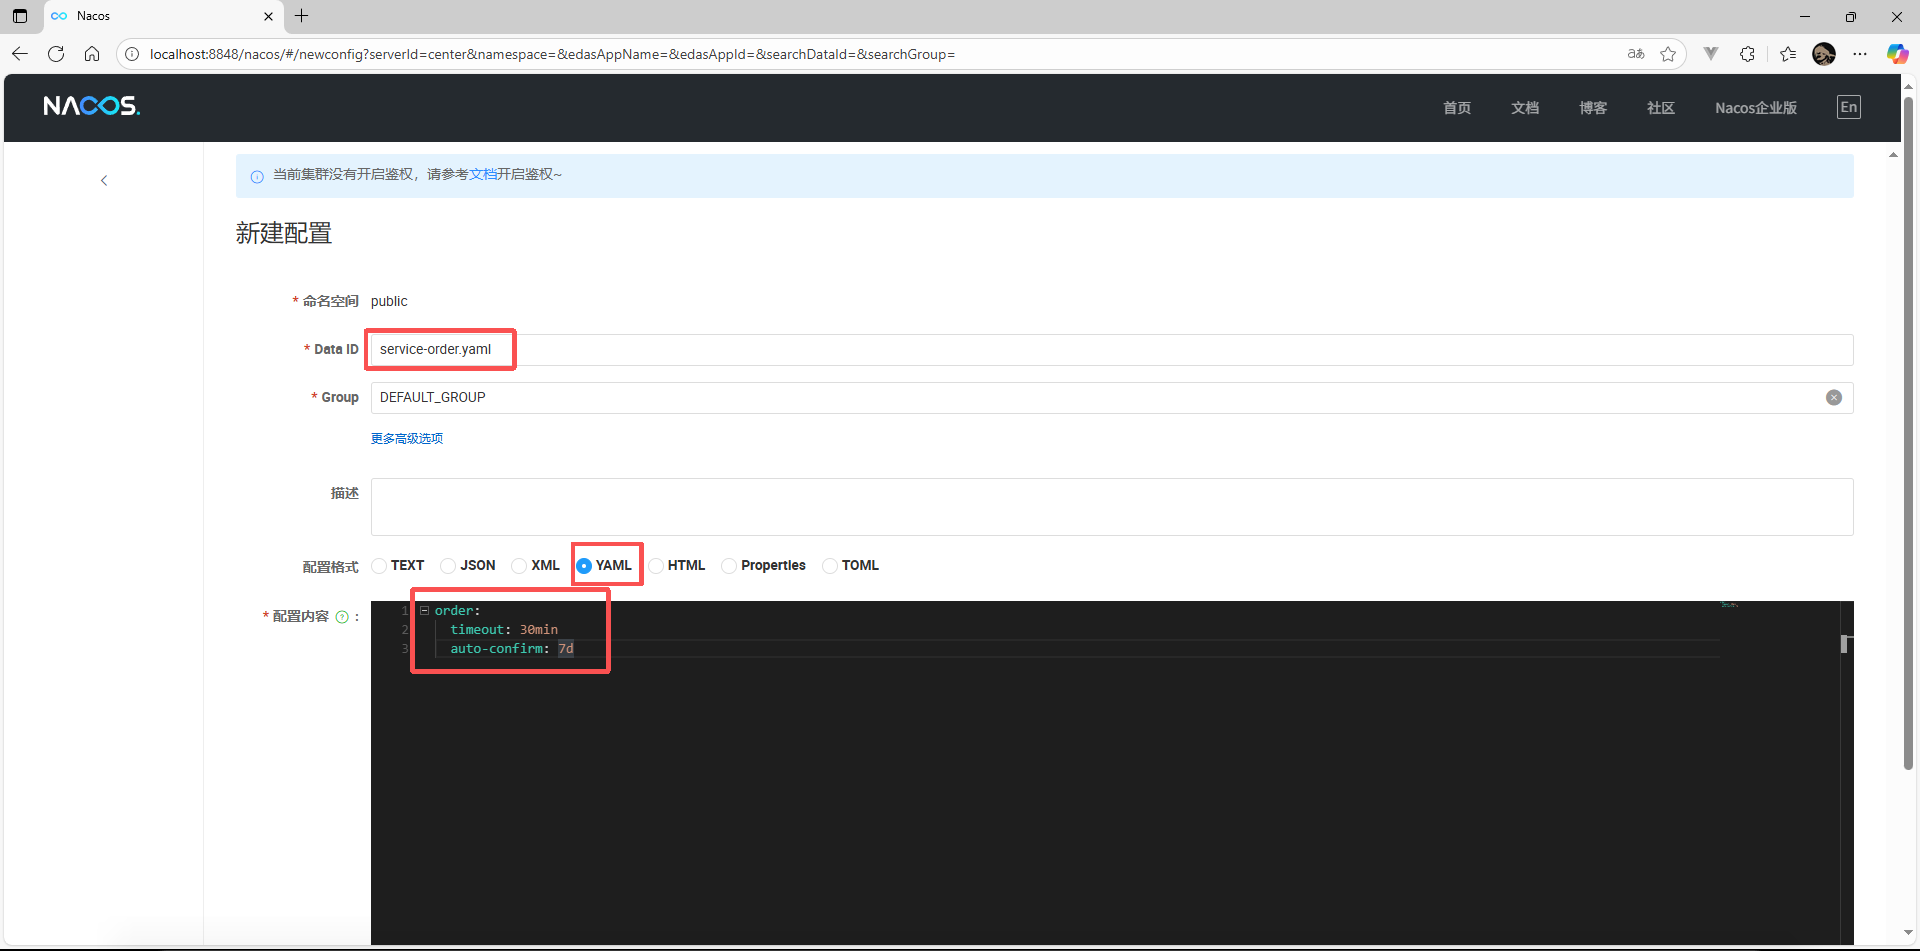 Nacos
localhost:8848/nacos/#/newconfig?serverId=center&namespace=&edasAppName=&edasAppId=&searchDataId=&searchGroup=
NACOS.
首页 文档 博客 社区 Nacos企业版 En
当前集群没有开启鉴权，请参考文档开启鉴权~
新建配置
* 命名空间 public
* Data ID service-order.yaml
* Group DEFAULT_GROUP
更多高级选项
描述
配置格式 TEXT JSON XML YAML HTML Properties TOML
* 配置内容 ? :
1 order:
2 timeout: 30min
3 auto-confirm: 7d